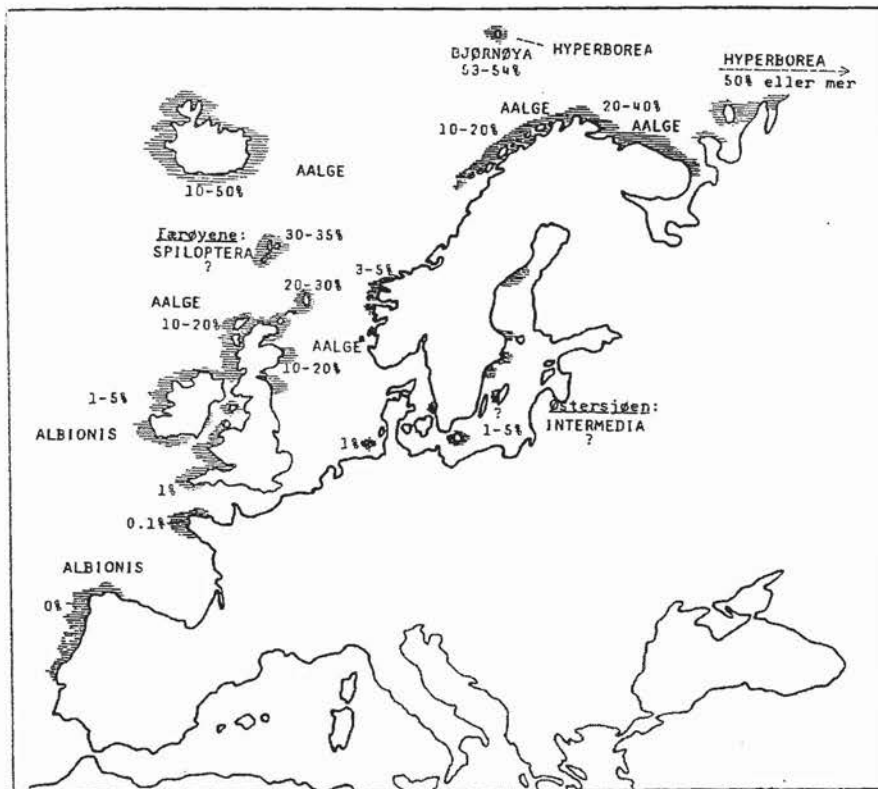 BJØRNØYA
53-54%
HYPERBOREA
HYPERBOREA
50% eller mer
AALGE
20-40%
10-20%
AALGE
10-50%
AALGE
Færøyene:
30-35%
SPILOPTERA
?
20-30%
3-5%
AALGE
10-20%
AALGE
10-20%
1-5%
ALBIONIS
1%
?
1-5%
Østersjøen:
INTERMEDIA
?
1%
0.1%
ALBIONIS
0%